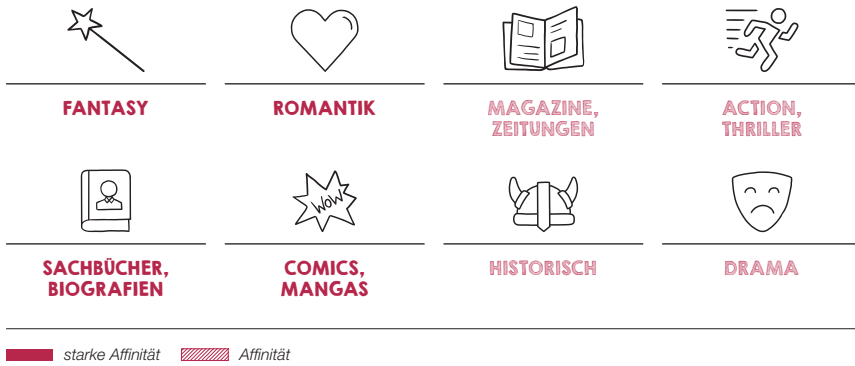 FANTASY
ROMANTIK
MAGAZINE,
ZEITUNGEN
ACTION,
THRILLER
SACHBÜCHER,
BIOGRAFIEN
WOW
COMICS,
MANGAS
HISTORISCH
DRAMA
starke Affinität
Affinität